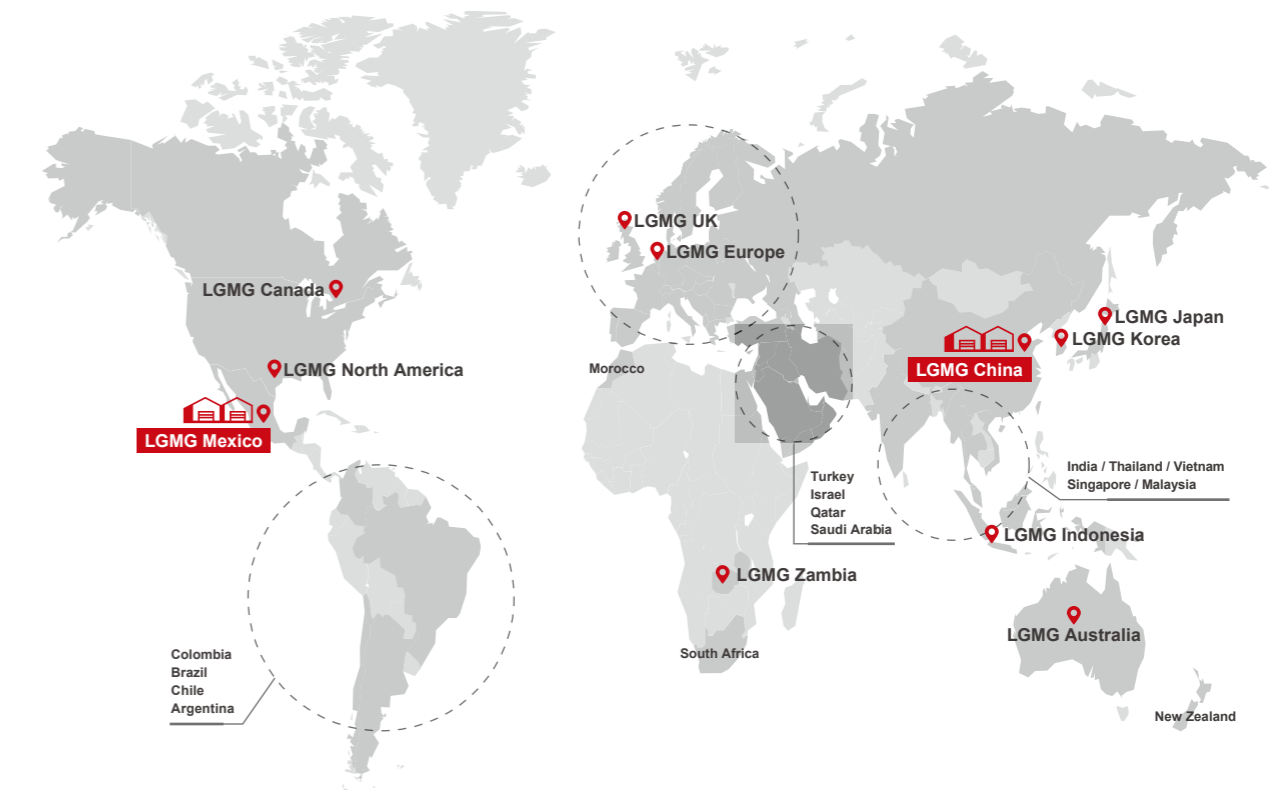 LGMG UK
LGMG Europe
LGMG Canada
LGMG North America
LGMG Mexico
Morocco
LGMG Japan
LGMG Korea
LGMG China
Turkey
Israel
Qatar
Saudi Arabia
India / Thailand / Vietnam
Singapore / Malaysia
LGMG Indonesia
LGMG Zambia
LGMG Australia
South Africa
Colombia
Brazil
Chile
Argentina
New Zealand